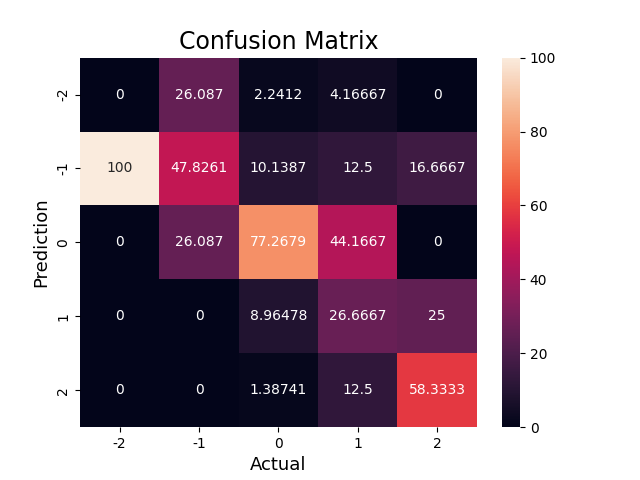 Confusion Matrix
Prediction
-2 0 26.087 2.2412 4.16667 0
-1 100 47.8261 10.1387 12.5 16.6667
0 0 26.087 77.2679 44.1667 0
1 0 0 8.96478 26.6667 25
2 0 0 1.38741 12.5 58.3333
-2 -1 0 1 2
Actual
100
80
60
40
20
0